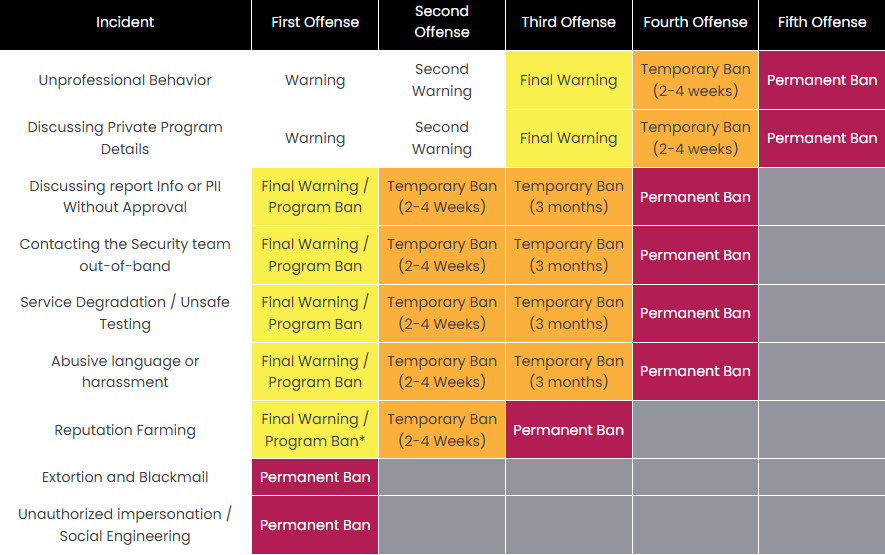 Incident First Offense Second Offense Third Offense Fourth Offense Fifth Offense
Unprofessional Behavior Warning Second Warning Final Warning Temporary Ban (2-4 weeks) Permanent Ban
Discussing Private Program Details Warning Second Warning Final Warning Temporary Ban (2-4 weeks) Permanent Ban
Discussing report Info or PII Without Approval Final Warning / Program Ban Temporary Ban (2-4 Weeks) Temporary Ban (3 months) Permanent Ban
Contacting the Security team out-of-band Final Warning / Program Ban Temporary Ban (2-4 Weeks) Temporary Ban (3 months) Permanent Ban
Service Degradation / Unsafe Testing Final Warning / Program Ban Temporary Ban (2-4 Weeks) Temporary Ban (3 months) Permanent Ban
Abusive language or harassment Final Warning / Program Ban Temporary Ban (2-4 Weeks) Temporary Ban (3 months) Permanent Ban
Reputation Farming Final Warning / Program Ban* Temporary Ban (2-4 Weeks) Permanent Ban
Extortion and Blackmail Permanent Ban
Unauthorized impersonation / Social Engineering Permanent Ban